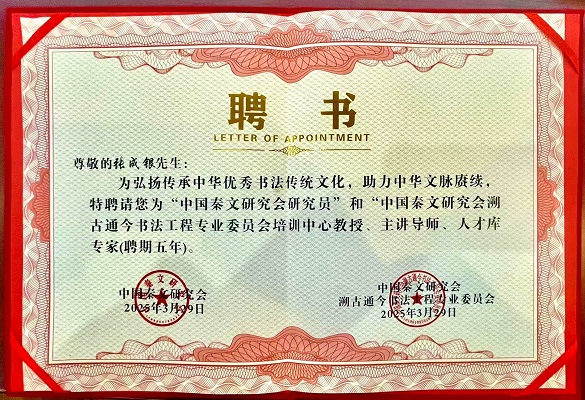 聘书
LETTER OF APPOINTMENT
尊敬的张成银先生：
为弘扬传承中华优秀书法传统文化，助力中华文脉赓续，
特聘请您为“中国秦文研究会研究员”和“中国秦文研究会溯
古通今书法工程专业委员会培训中心教授、主讲导师、人才库
专家(聘期五年)。
中国秦文研究会
2025年3月29日
溯古通今书法工程专业委员会
中国秦文研究会
2025年3月29日